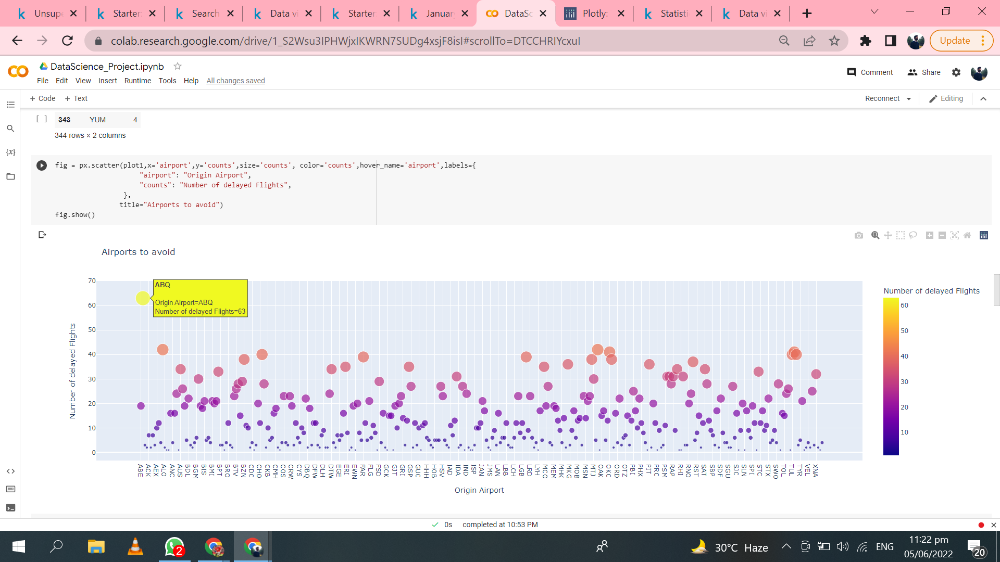 Unsupe
Starter:
Search
Data vi
Starter
Januar
DataSc
Plotly:
Statisti
Data vi
colab.research.google.com/drive/1_S2Wsu3IPHWjxIKWRN7SUDg4xsjF8isI#scrollTo=DTCCHRIYcxuI
Update
DataScience_Project.ipynb
File Edit View Insert Runtime Tools Help All changes saved
Comment
Share
+ Code + Text
Reconnect
Editing
[ ] 343 YUM 4
344 rows × 2 columns
{x}
fig = px.scatter(plot1,x='airport',y='counts',size='counts', color='counts',hover_name='airport',labels={
"airport": "Origin Airport",
"counts": "Number of delayed Flights",
},
title="Airports to avoid")
fig.show()
Airports to avoid
ABQ
Origin Airport=ABQ
Number of delayed Flights=63
Number of delayed Flights
70
60
50
40
30
20
10
0
ABE ACK AEX ALO ANC AUS BDL BGM BIS BMI BPT BRO BTV BZN CDC CHO CKB CMH COS CRW CYS DBQ DFW DLH DTW EGE ERI EWN FAR FLG FSD GCK GJT GRI GSP GUC HHH HOB HSV IAD IDA IND ISP JAN JMS LAN LBB LCH LGB LRD LYH MCO MEM MHK MKG MOB MSN MTJ OAK OKC ORD OTZ PBI PHX PIT PRC PSM RAP RHI RNO RST SAT SBP SDF SGU SJC SLN SPI STC STX SWO TOL TUL TYR VEL XNA
Origin Airport
Number of delayed Flights
60
50
40
30
20
10
0s completed at 10:53 PM
2
30°C Haze
ENG
11:22 pm
05/06/2022
20